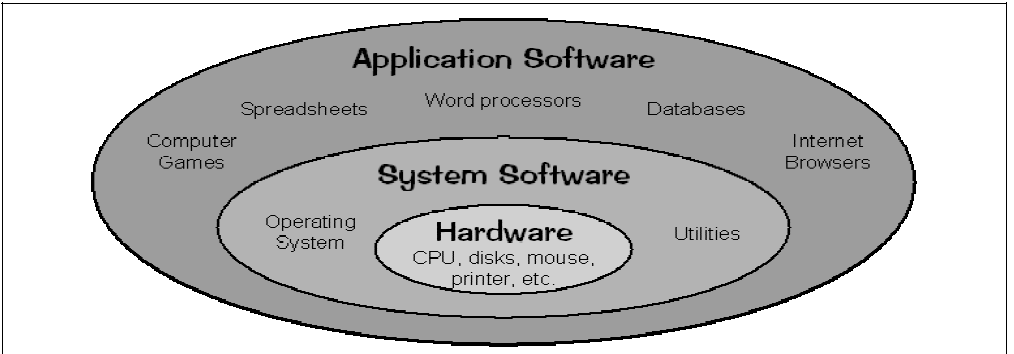 Application Software
Spreadsheets
Word processors
Databases
Computer
Games
Internet
Browsers
System Software
Operating
System
Utilities
Hardware
CPU, disks, mouse,
printer, etc.